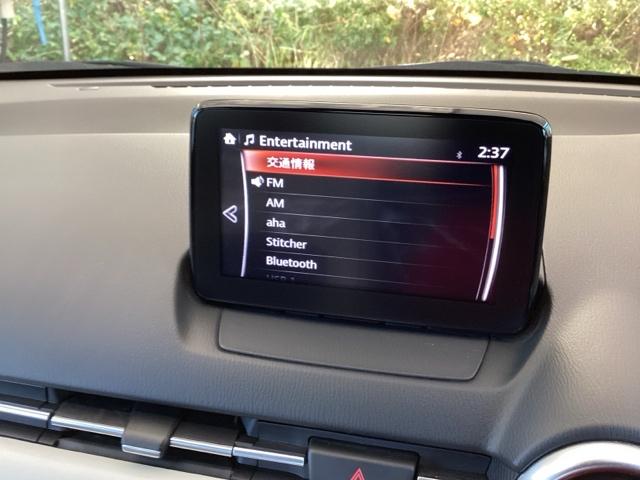 Entertainment
2:37
交通情報
FM
AM
aha
Stitcher
Bluetooth